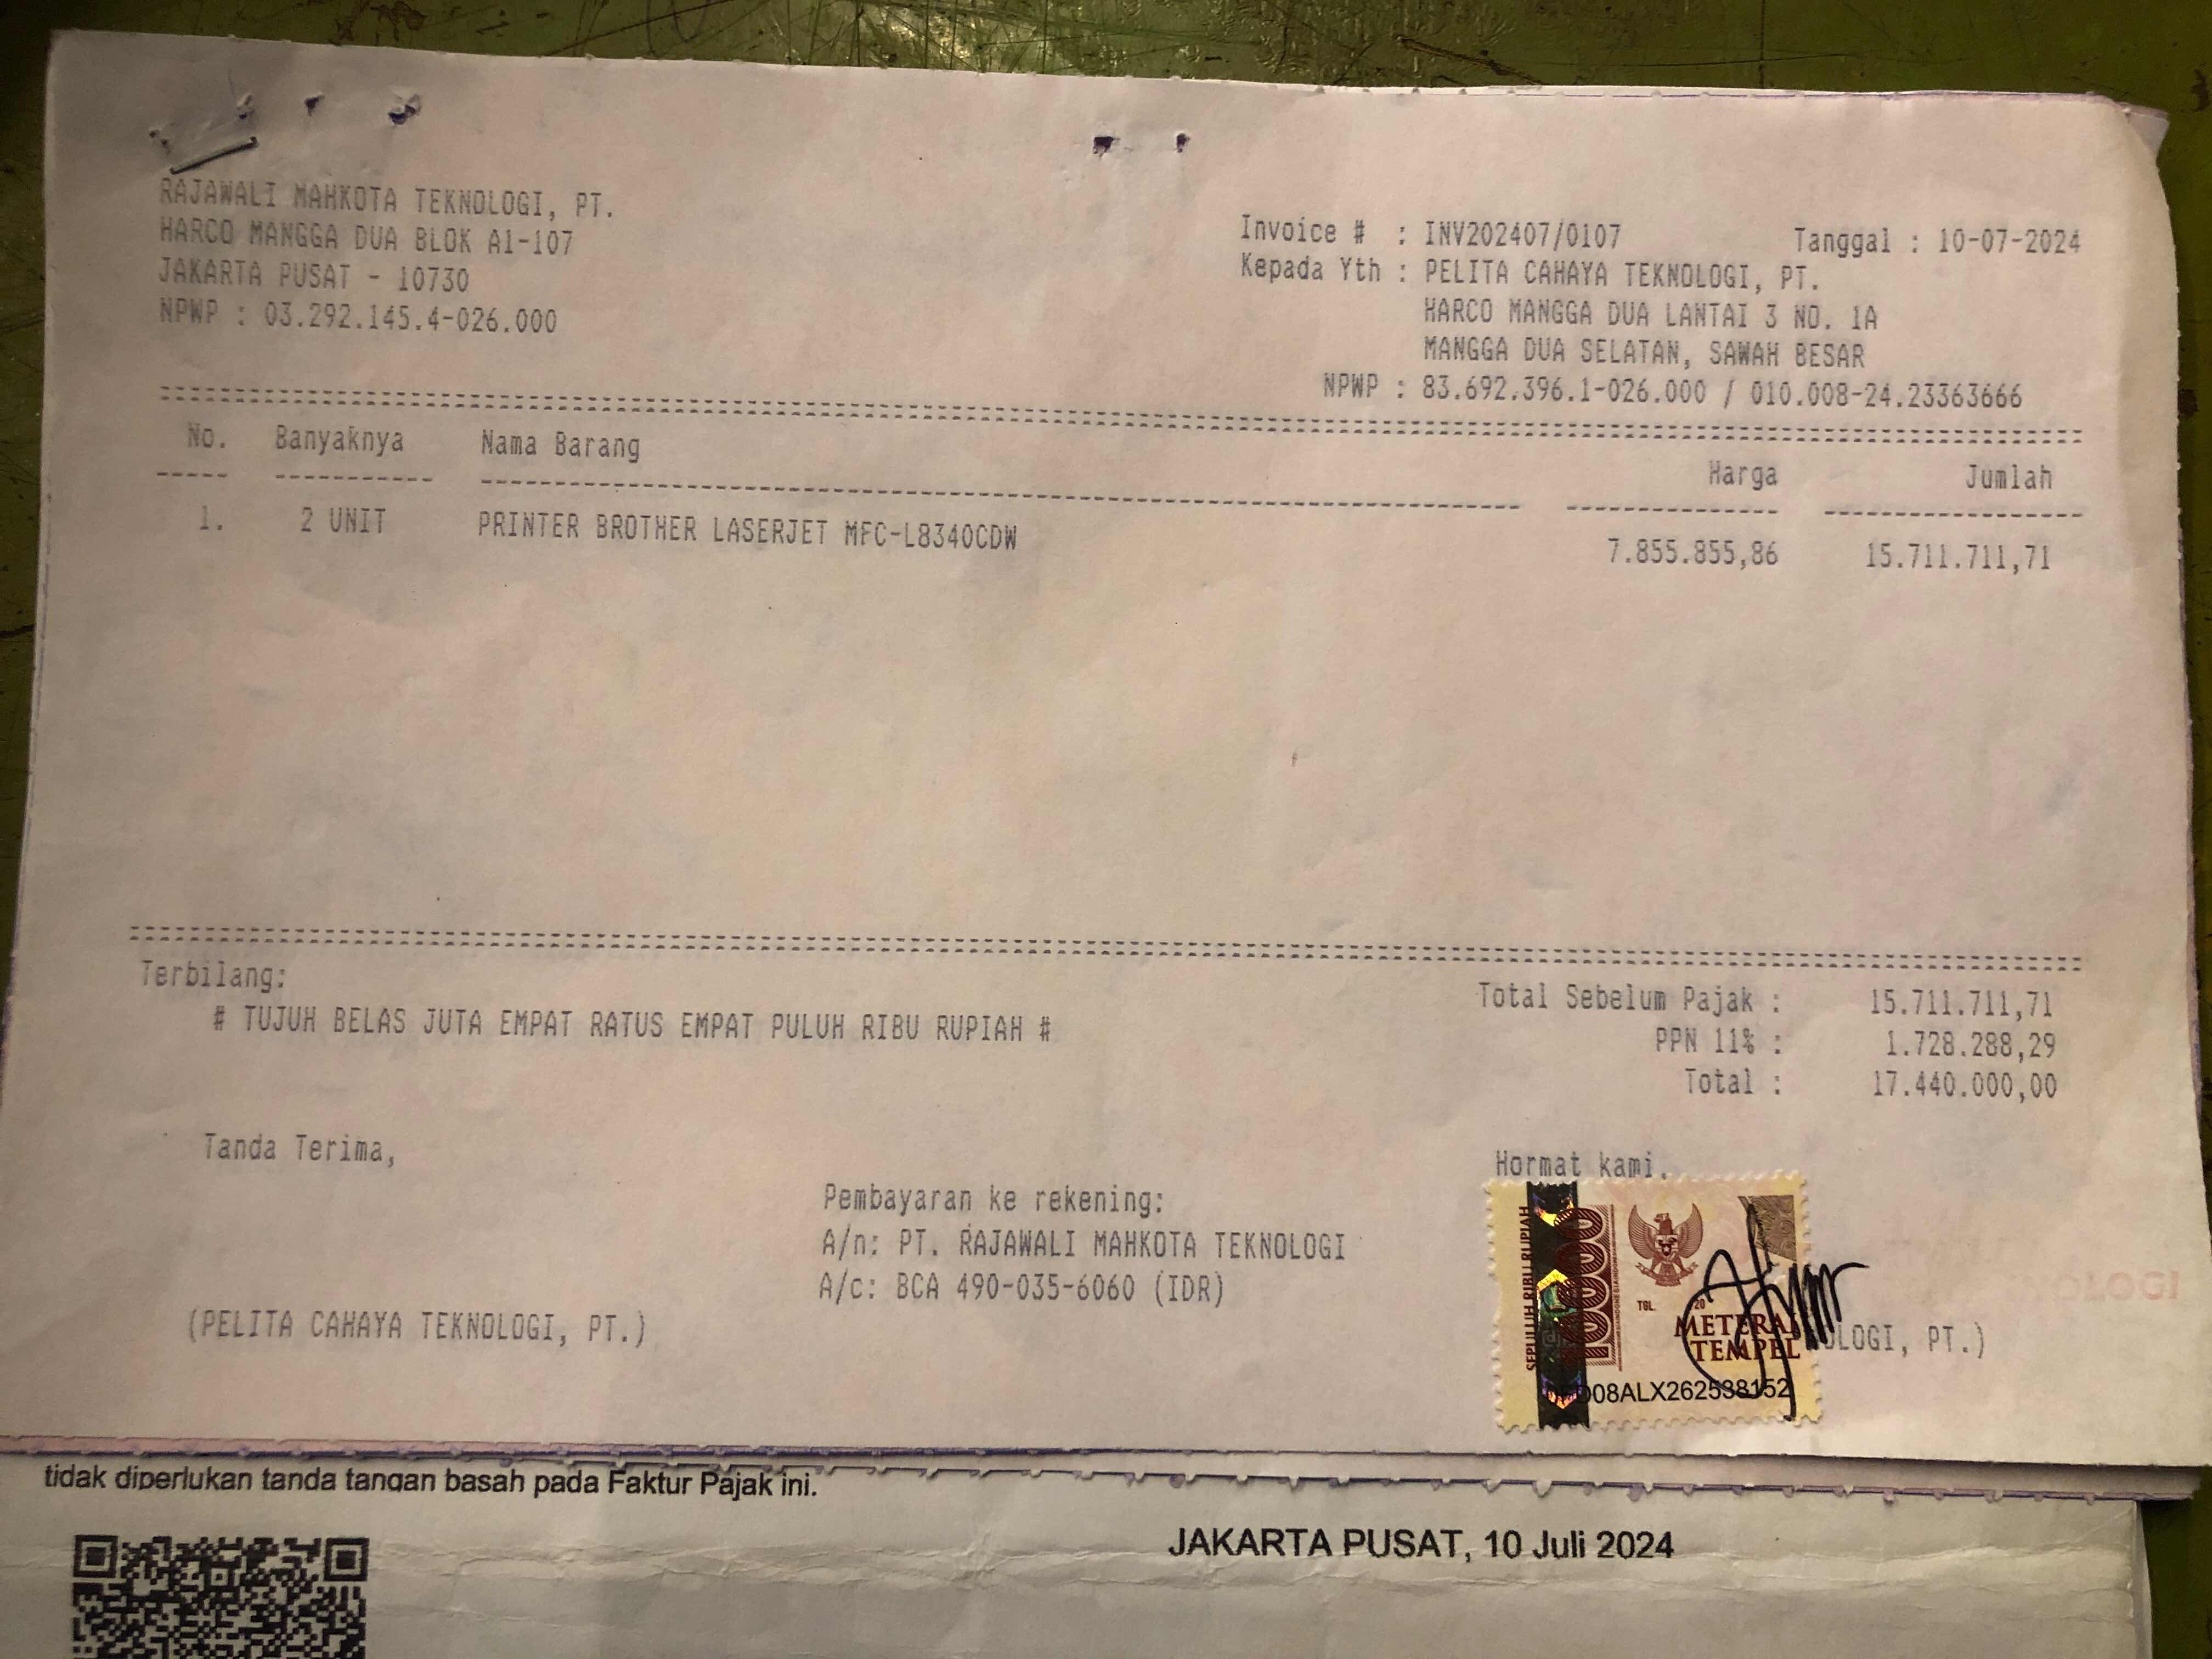 RAJAWALI MAHKOTA TEKNOLOGI, PT.
HARCO MANGGA DUA BLOK A1-107
JAKARTA PUSAT - 10730
NPWP : 03.292.145.4-026.000
Invoice # : INV202407/0107 Tanggal : 10-07-2024
Kepada Yth : PELITA CAHAYA TEKNOLOGI, PT.
HARCO MANGGA DUA LANTAI 3 NO. 1A
MANGGA DUA SELATAN, SAWAH BESAR
NPWP : 83.692.396.1-026.000 / 010.008-24.23363666
No. Banyaknya Nama Barang Harga Jumlah
1. 2 UNIT PRINTER BROTHER LASERJET MFC-L8340CDW 7.855.855,86 15.711.711,71
Terbilang:
# TUJUH BELAS JUTA EMPAT RATUS EMPAT PULUH RIBU RUPIAH #
Total Sebelum Pajak : 15.711.711,71
PPN 11% : 1.728.288,29
Total : 17.440.000,00
Tanda Terima,
(PELITA CAHAYA TEKNOLOGI, PT.)
Pembayaran ke rekening:
A/n: PT. RAJAWALI MAHKOTA TEKNOLOGI
A/c: BCA 490-035-6060 (IDR)
Hormat kami,
SEPULUH RIBU RUPIAH
10000
TGL. 20
METERAI
TEMPEL
D08ALX262538152
OLOGI
OLOGI, PT.)
tidak diperlukan tanda tangan basah pada Faktur Pajak ini.
JAKARTA PUSAT, 10 Juli 2024